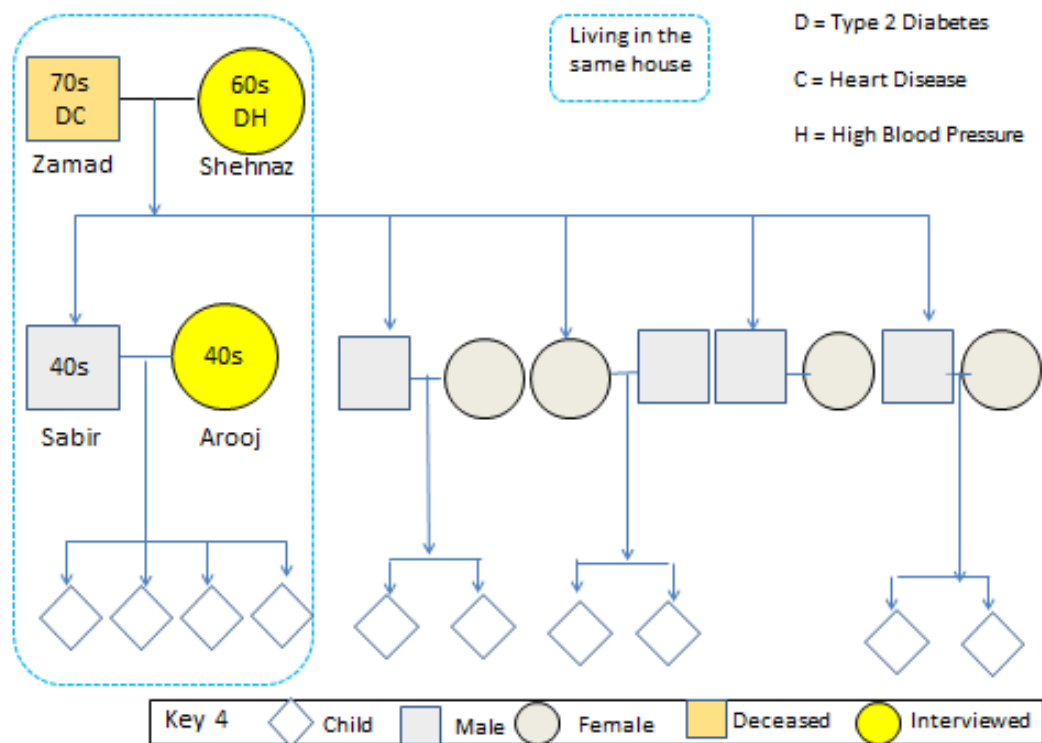 Living in the
same house
D = Type 2 Diabetes
C = Heart Disease
H = High Blood Pressure
70s
DC
60s
DH
Zamad
Shehnaz
40s
40s
Sabir
Arooj
Key 4
Child
Male
Female
Deceased
Interviewed